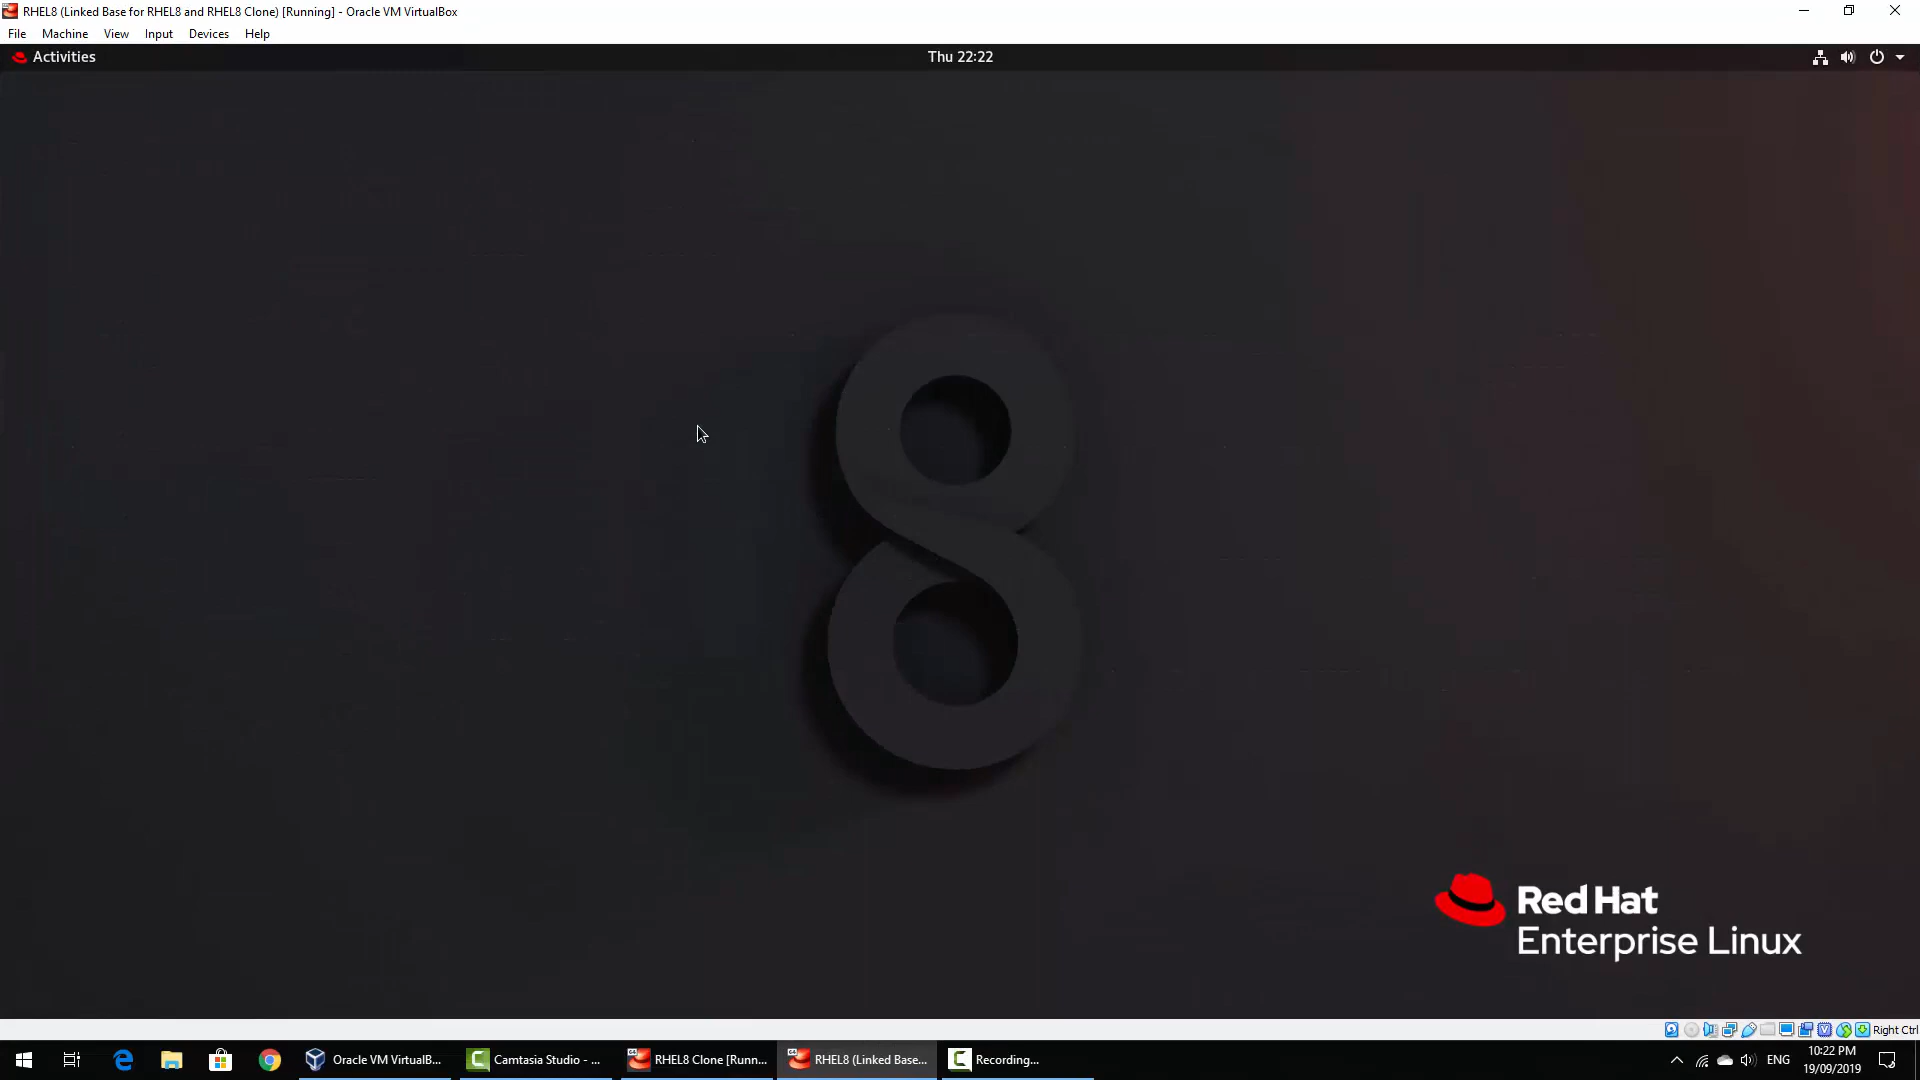 RHEL8 (Linked Base for RHEL8 and RHEL8 Clone) [Running] - Oracle VM VirtualBox
File Machine View Input Devices Help
Activities
Thu 22:22
8
Red Hat
Enterprise Linux
Right Ctrl
Oracle VM VirtualB...
Camtasia Studio - ...
RHEL8 Clone [Runn...
RHEL8 (Linked Base...
Recording...
ENG
10:22 PM
19/09/2019